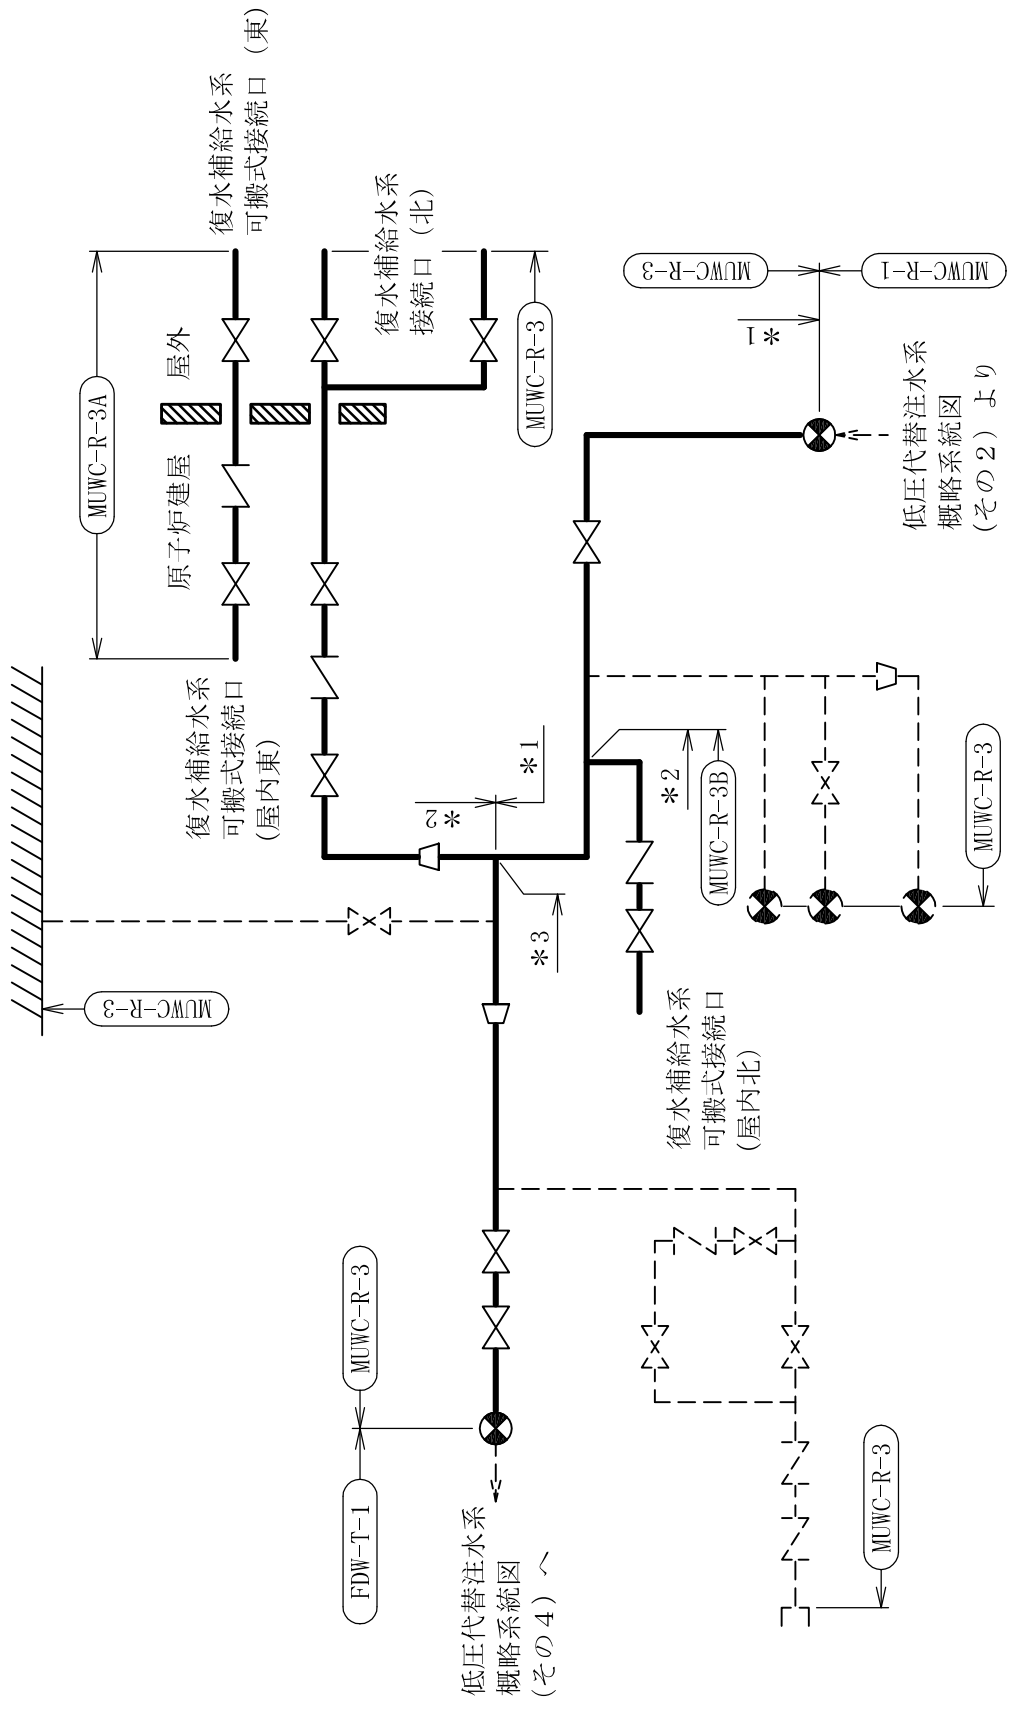 復水補給水系
可搬式接続口（東）
MUWC-R-3A
屋外
原子炉建屋
復水補給水系
可搬式接続口
(屋内東)
復水補給水系
接続口（北）
MUWC-R-3
MUWC-R-3
MUWC-R-1
＊1
低圧代替注水系
概略系統図
(その２）より
＊2
＊1
＊3
＊2
MUWC-R-3B
MUWC-R-3
MUWC-R-3
復水補給水系
可搬式接続口
(屋内北)
MUWC-R-3
FDW-T-1
低圧代替注水系
概略系統図
(その４）へ
MUWC-R-3